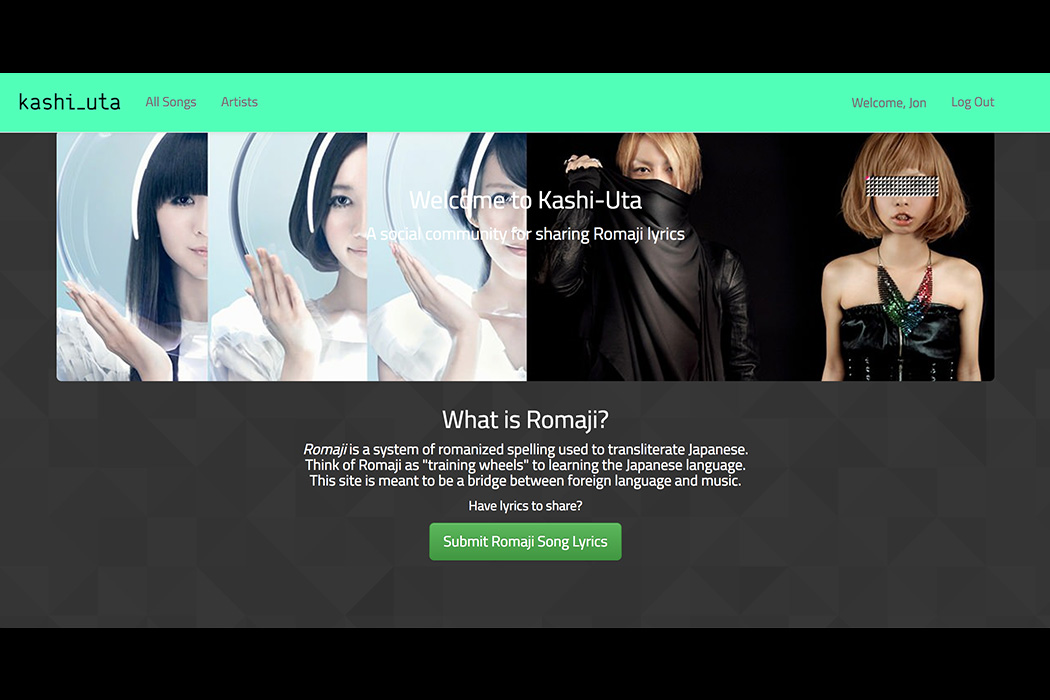 kashi_uta All Songs Artists Welcome, Jon Log Out
Welcome to Kashi-Uta
A social community for sharing Romaji lyrics
What is Romaji?
Romaji is a system of romanized spelling used to transliterate Japanese.
Think of Romaji as "training wheels" to learning the Japanese language.
This site is meant to be a bridge between foreign language and music.
Have lyrics to share?
Submit Romaji Song Lyrics